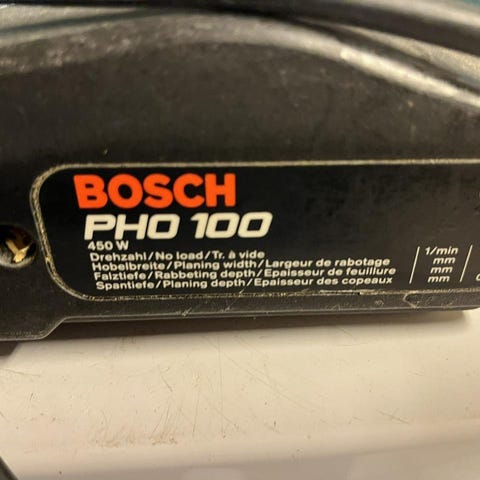 BOSCH
PHO 100
450 W
Drehzahl/No load/Tr. à vide 1/min
Hobelbreite/Planing width/Largeur de rabotage mm
Falztiefe/Rabbeting depth/Epaisseur de feuillure mm
Spantiefe/Planing depth/Epaisseur des copeaux mm